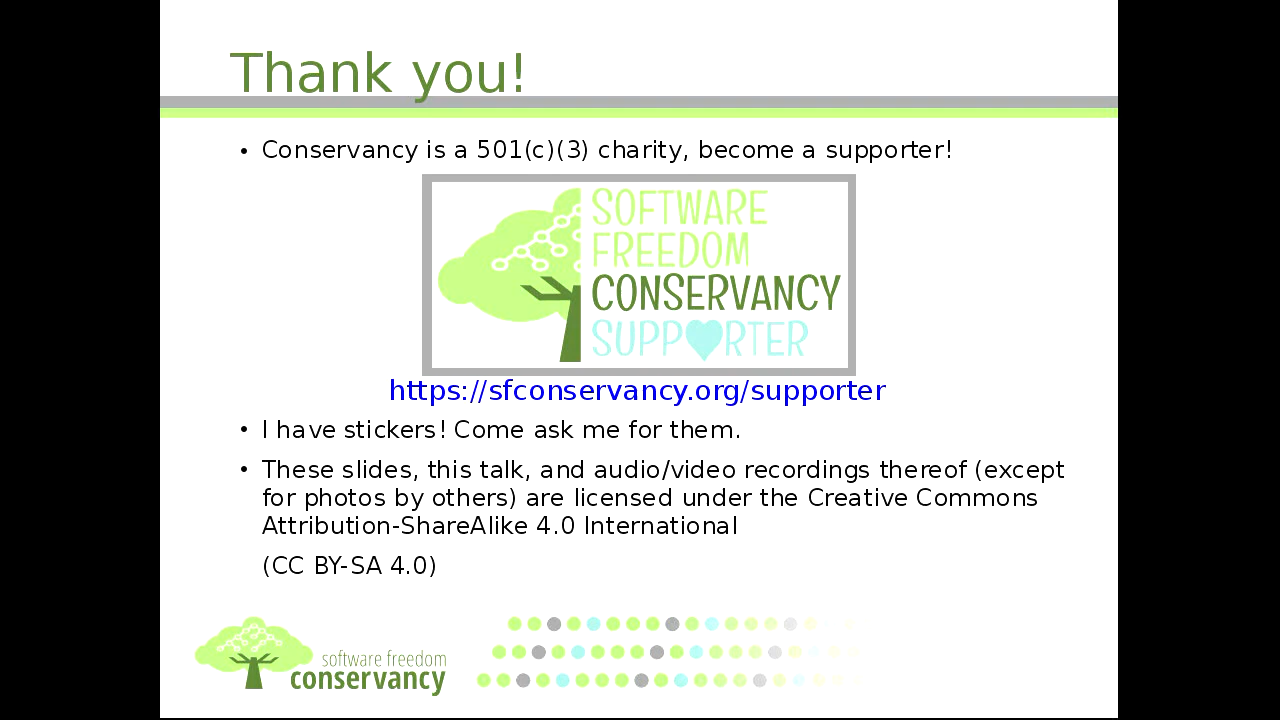 Thank you!
• Conservancy is a 501(c)(3) charity, become a supporter!
SOFTWARE
FREEDOM
CONSERVANCY
SUPP♥RTER
https://sfconservancy.org/supporter
• I have stickers! Come ask me for them.
• These slides, this talk, and audio/video recordings thereof (except
for photos by others) are licensed under the Creative Commons
Attribution-ShareAlike 4.0 International
(CC BY-SA 4.0)
software freedom
conservancy